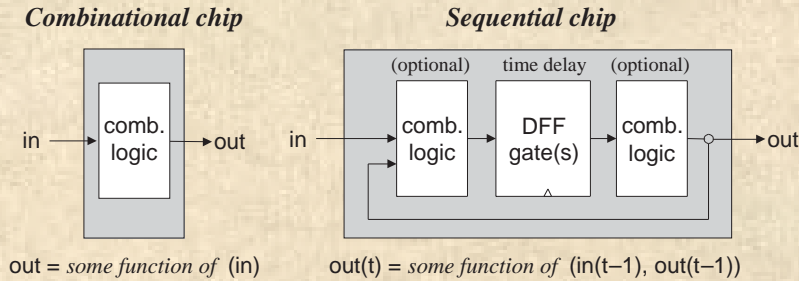 Combinational chip
Sequential chip
(optional) time delay (optional)
in comb. logic out
in comb. logic DFF gate(s) comb. logic out
out = some function of (in)
out(t) = some function of (in(t–1), out(t–1))